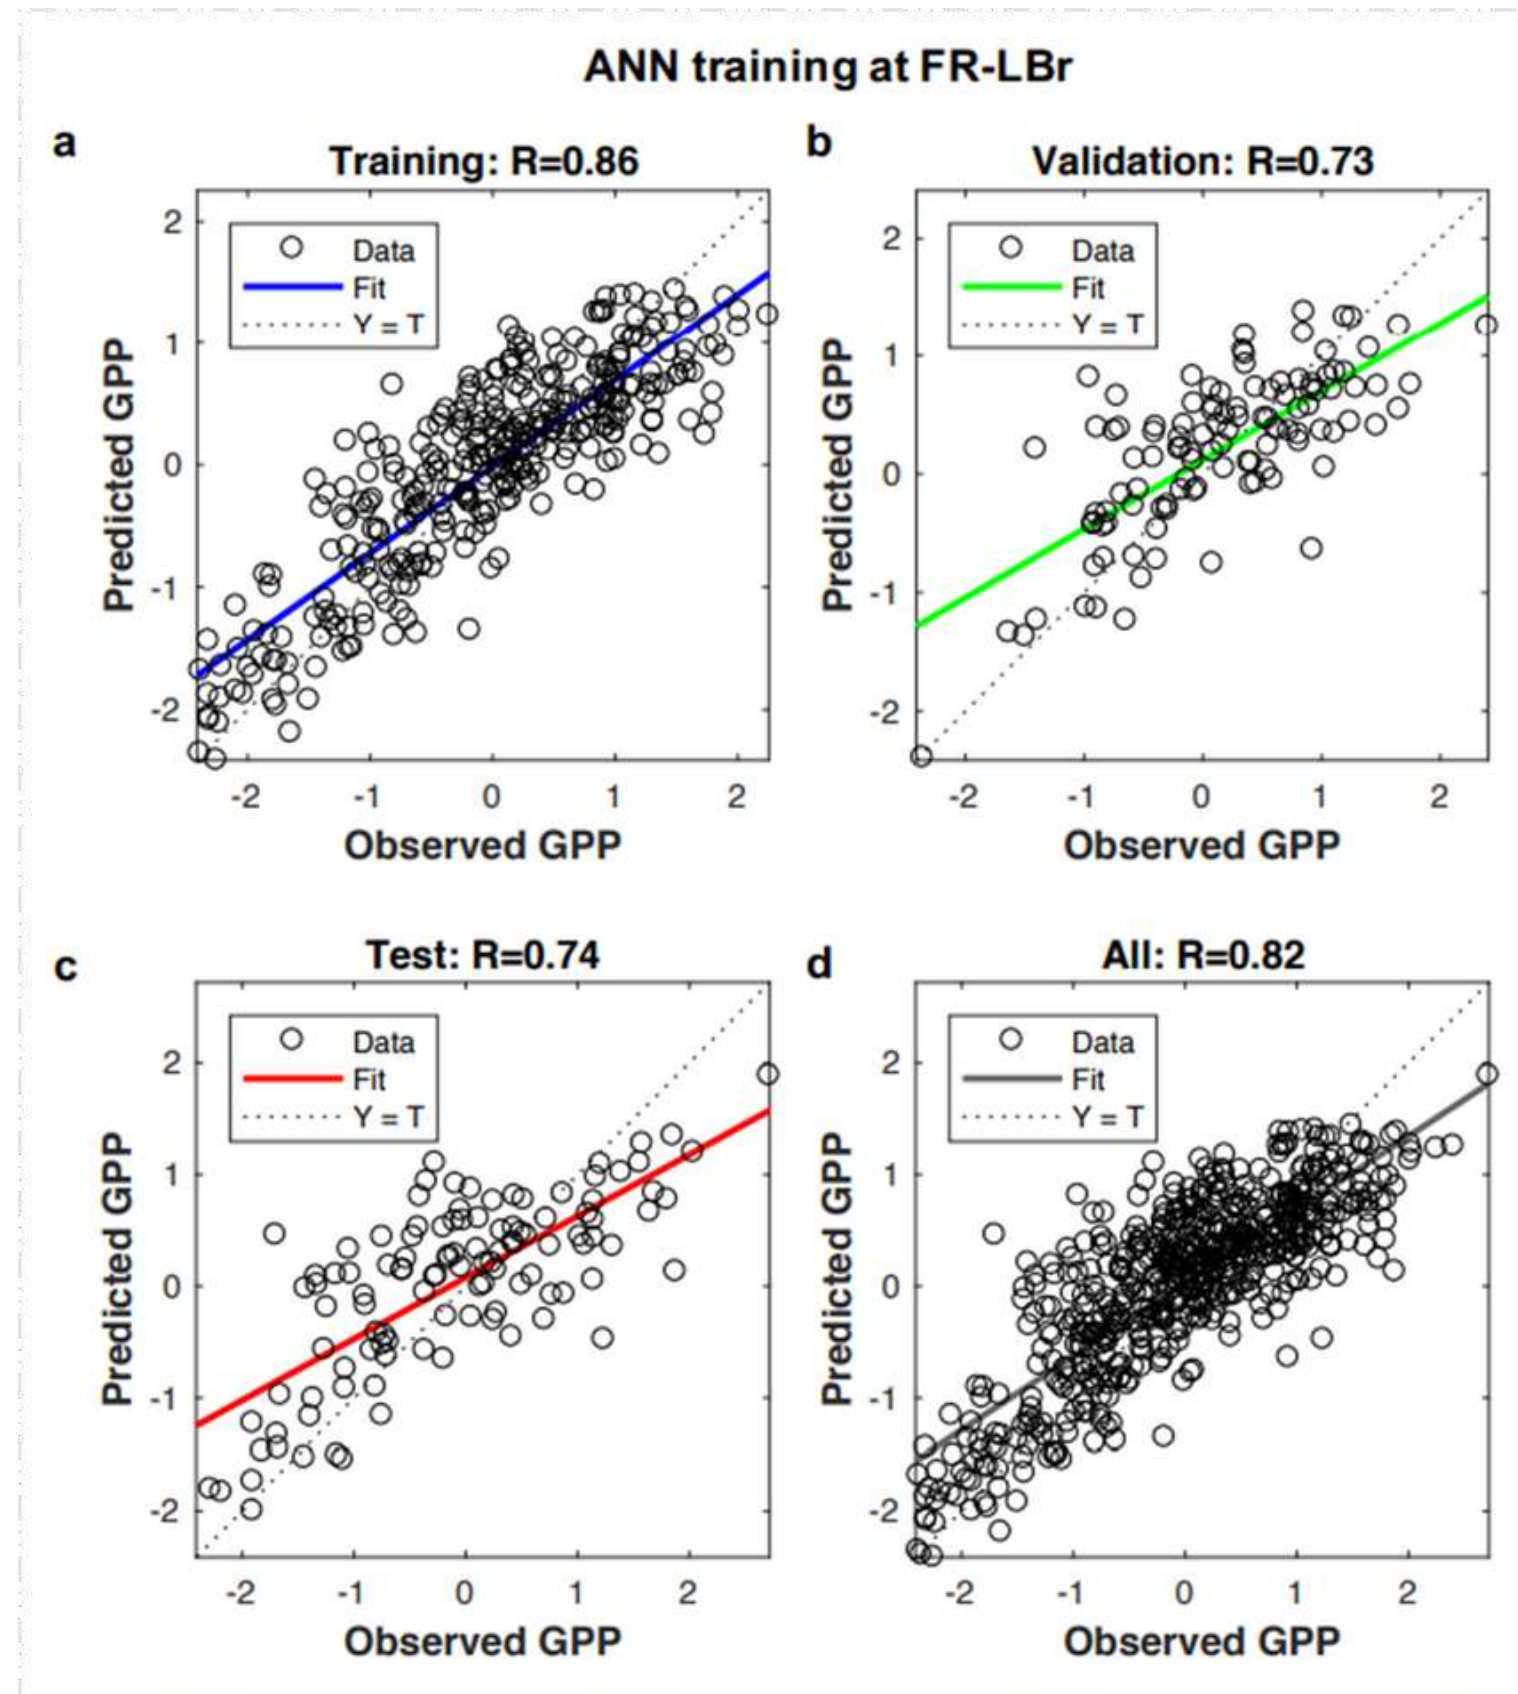 ANN training at FR-LBr
a
Training: R=0.86
Data
Fit
Y = T
2
1
0
-1
-2
Predicted GPP
-2 -1 0 1 2
Observed GPP
b
Validation: R=0.73
Data
Fit
Y = T
2
1
0
-1
-2
Predicted GPP
-2 -1 0 1 2
Observed GPP
c
Test: R=0.74
Data
Fit
Y = T
2
1
0
-1
-2
Predicted GPP
-2 -1 0 1 2
Observed GPP
d
All: R=0.82
Data
Fit
Y = T
2
1
0
-1
-2
Predicted GPP
-2 -1 0 1 2
Observed GPP